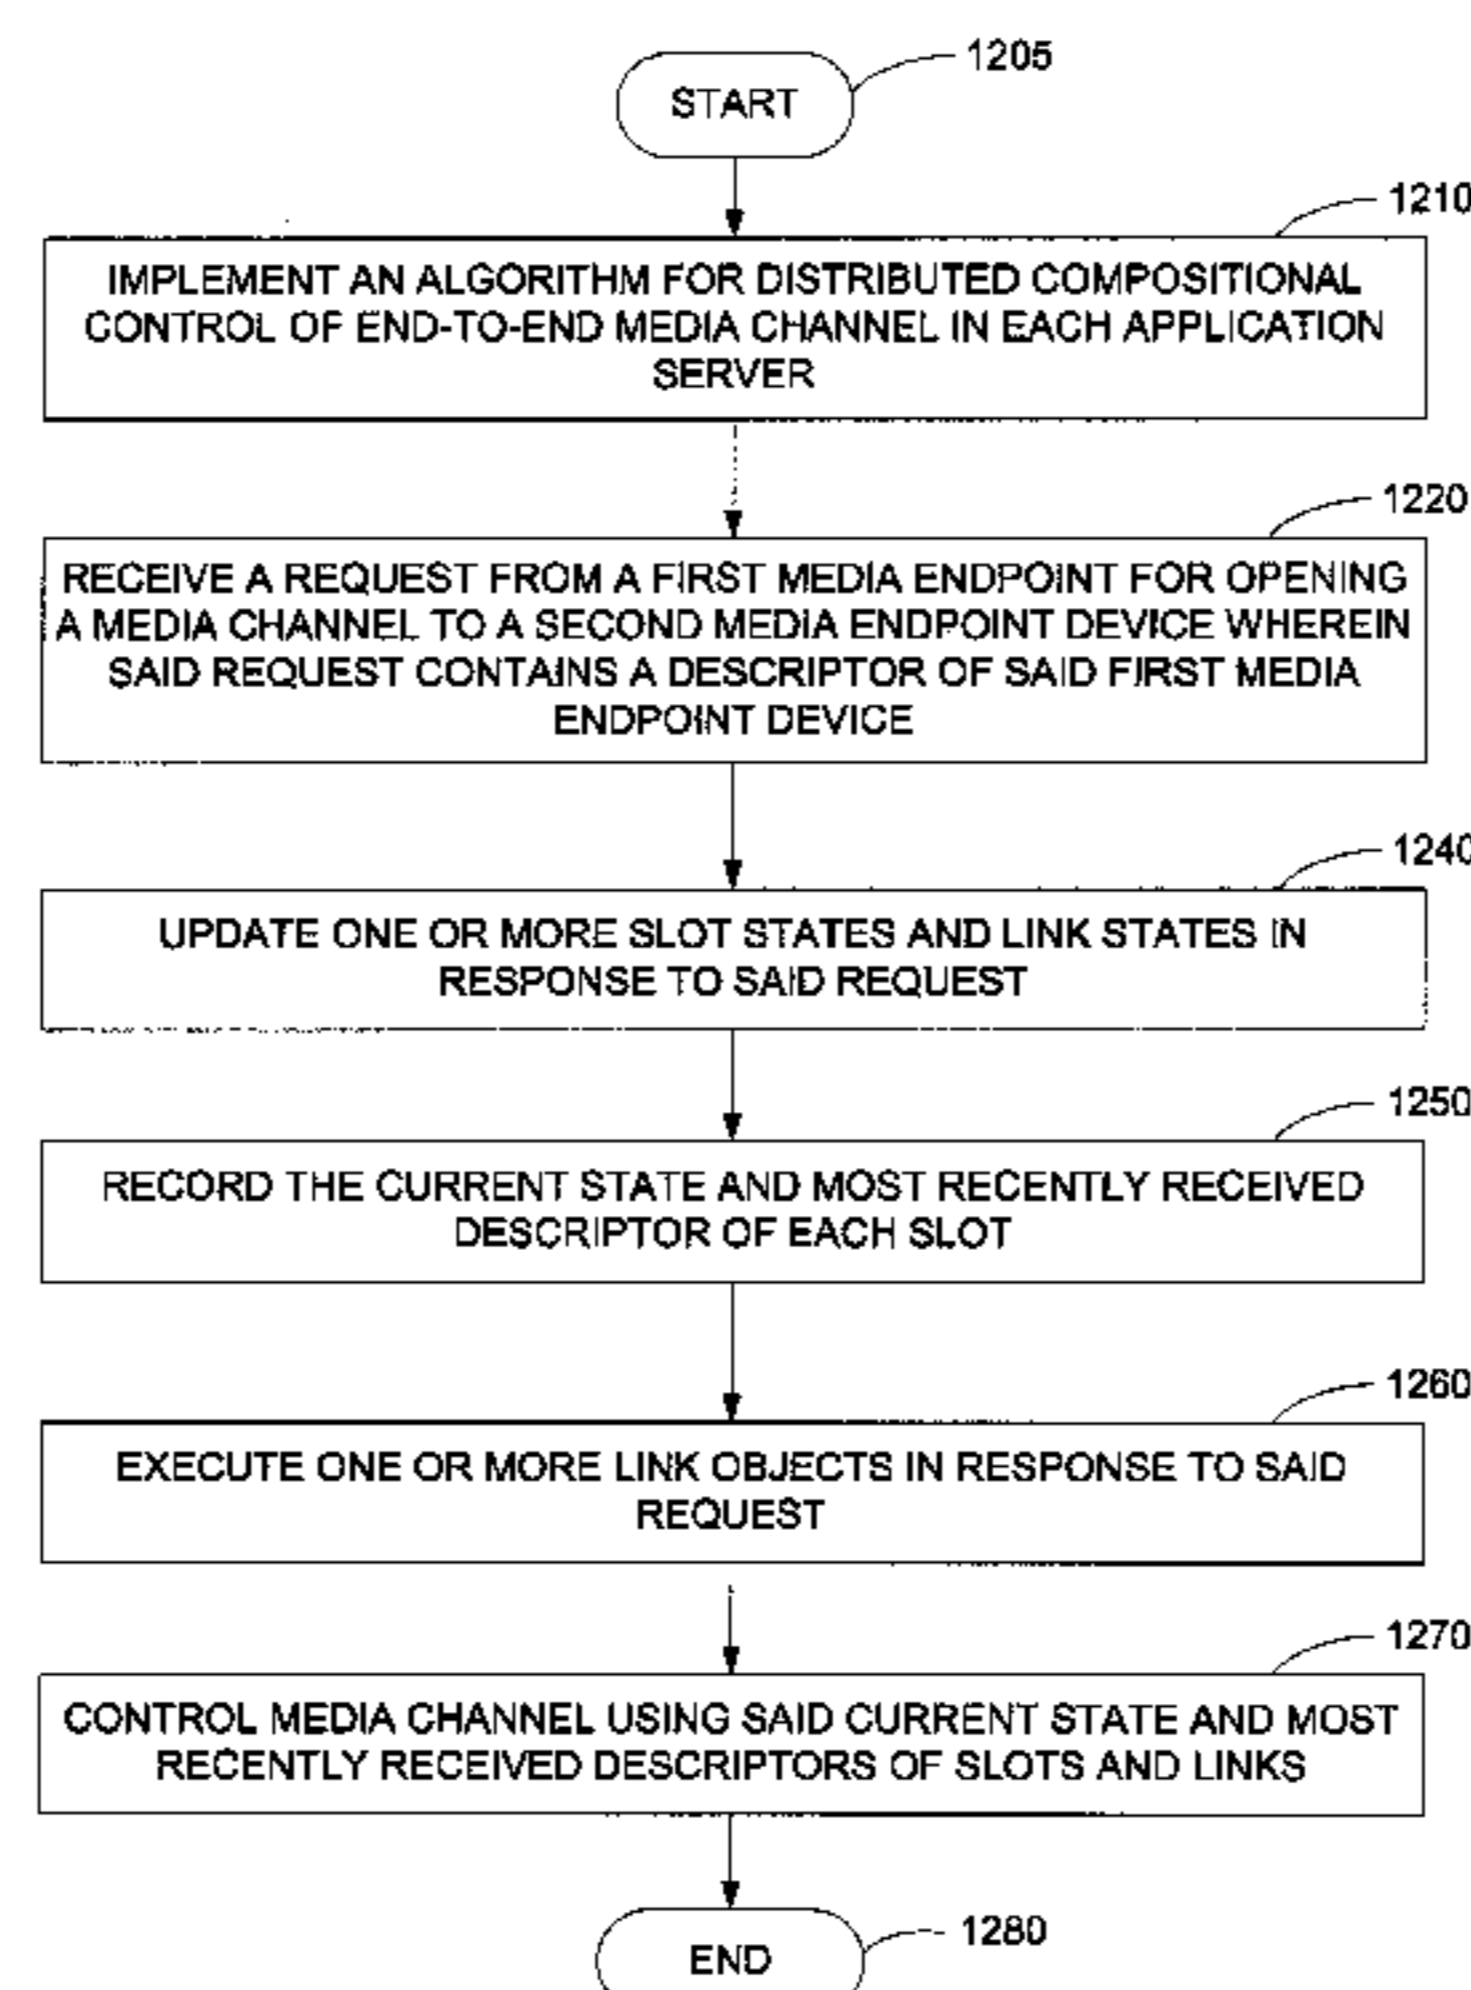 1205
START
1210
IMPLEMENT AN ALGORITHM FOR DISTRIBUTED COMPOSITIONAL
CONTROL OF END-TO-END MEDIA CHANNEL IN EACH APPLICATION
SERVER
1220
RECEIVE A REQUEST FROM A FIRST MEDIA ENDPOINT FOR OPENING
A MEDIA CHANNEL TO A SECOND MEDIA ENDPOINT DEVICE WHEREIN
SAID REQUEST CONTAINS A DESCRIPTOR OF SAID FIRST MEDIA
ENDPOINT DEVICE
1240
UPDATE ONE OR MORE SLOT STATES AND LINK STATES IN
RESPONSE TO SAID REQUEST
1250
RECORD THE CURRENT STATE AND MOST RECENTLY RECEIVED
DESCRIPTOR OF EACH SLOT
1260
EXECUTE ONE OR MORE LINK OBJECTS IN RESPONSE TO SAID
REQUEST
1270
CONTROL MEDIA CHANNEL USING SAID CURRENT STATE AND MOST
RECENTLY RECEIVED DESCRIPTORS OF SLOTS AND LINKS
1280
END